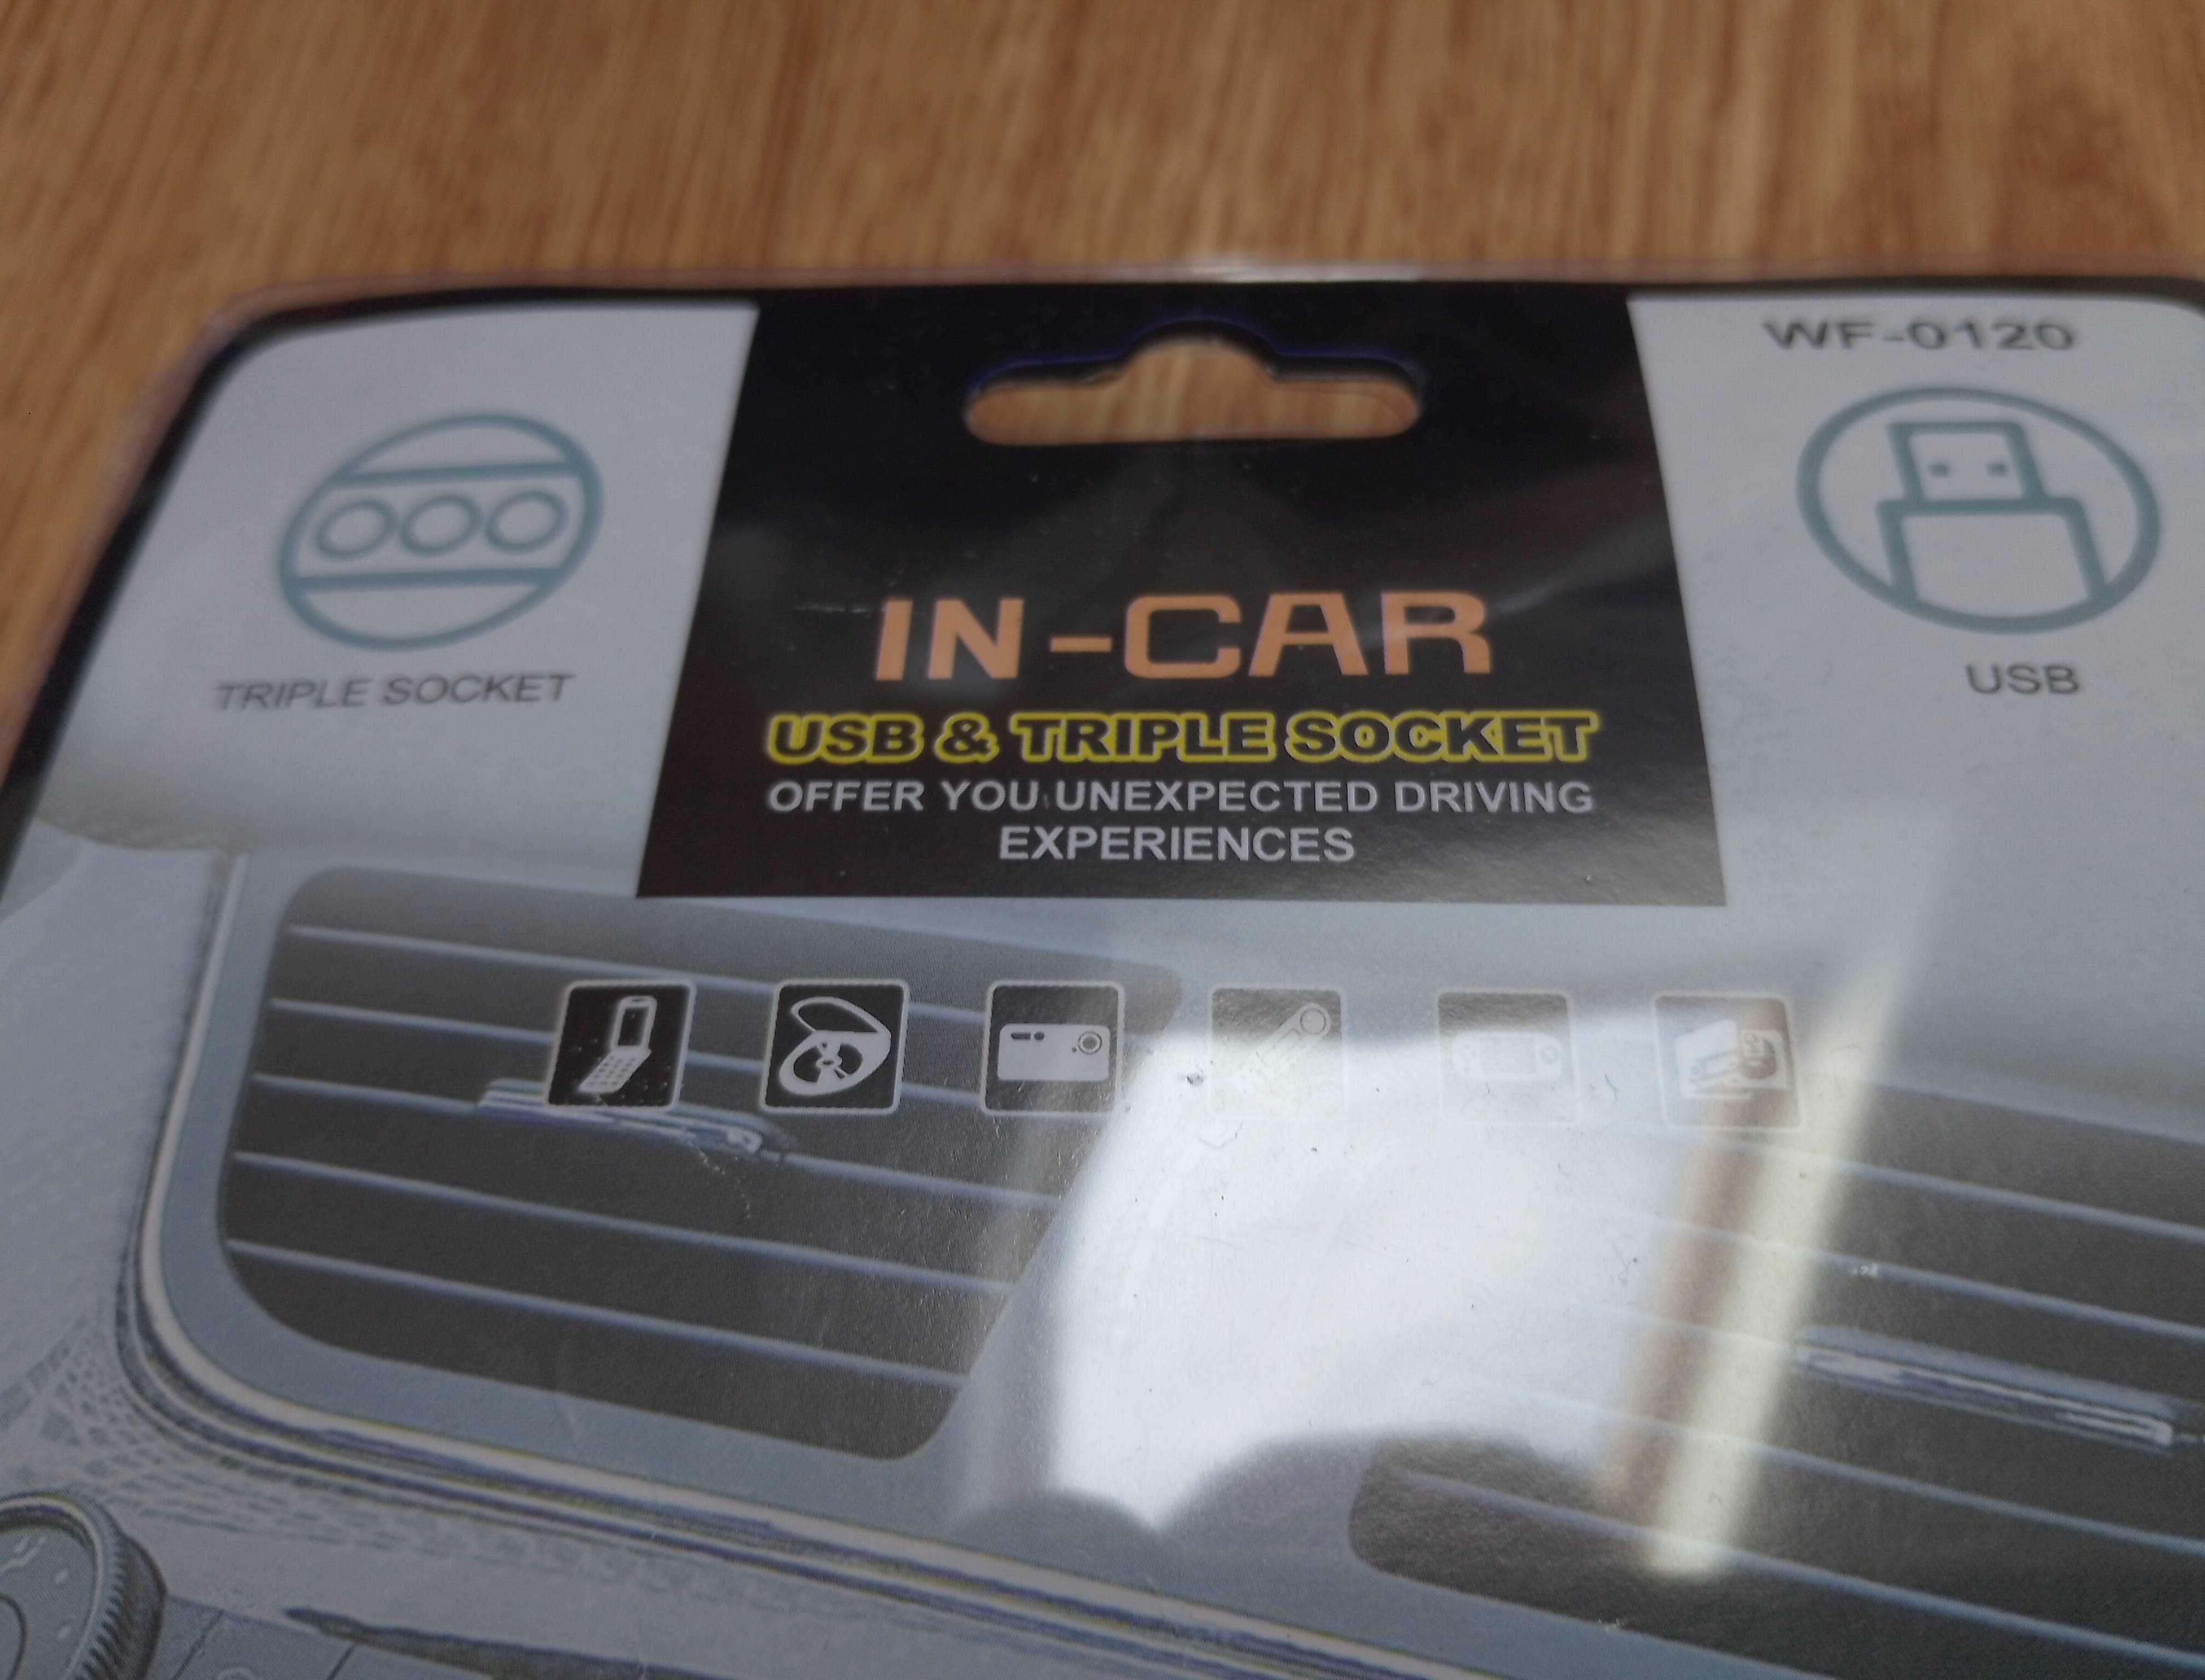 WF-0120
TRIPLE SOCKET
USB
IN-CAR
USB & TRIPLE SOCKET
OFFER YOU UNEXPECTED DRIVING
EXPERIENCES